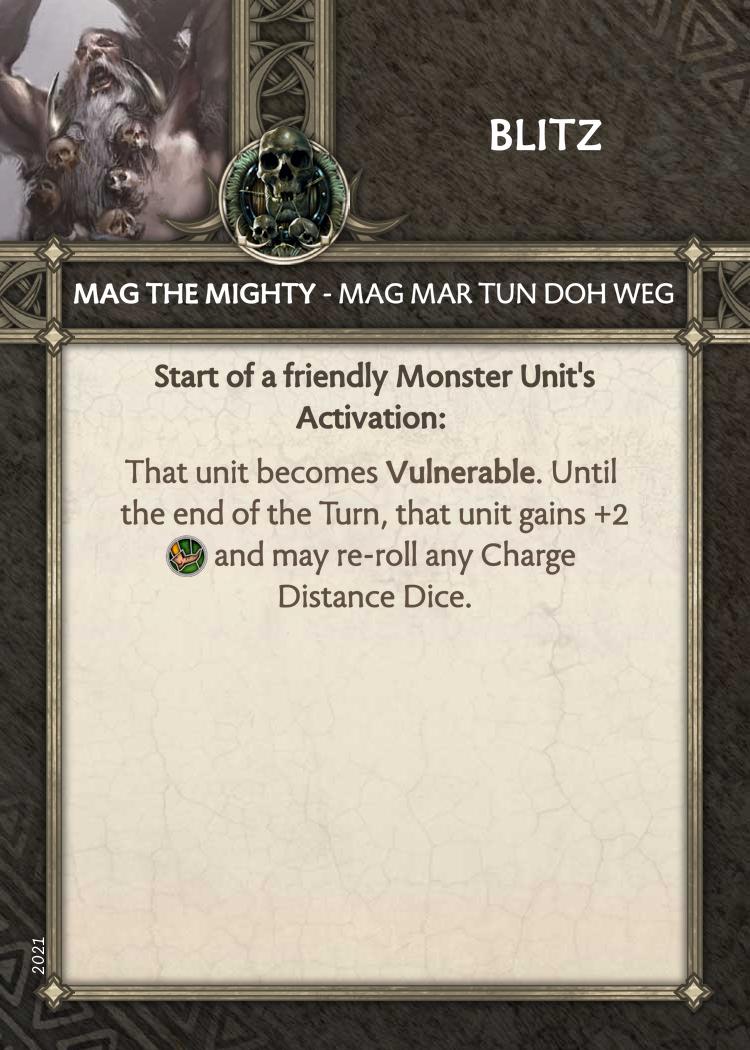 BLITZ
MAG THE MIGHTY - MAG MAR TUN DOH WEG
Start of a friendly Monster Unit's
Activation:
That unit becomes Vulnerable. Until
the end of the Turn, that unit gains +2
and may re-roll any Charge
Distance Dice.
2021